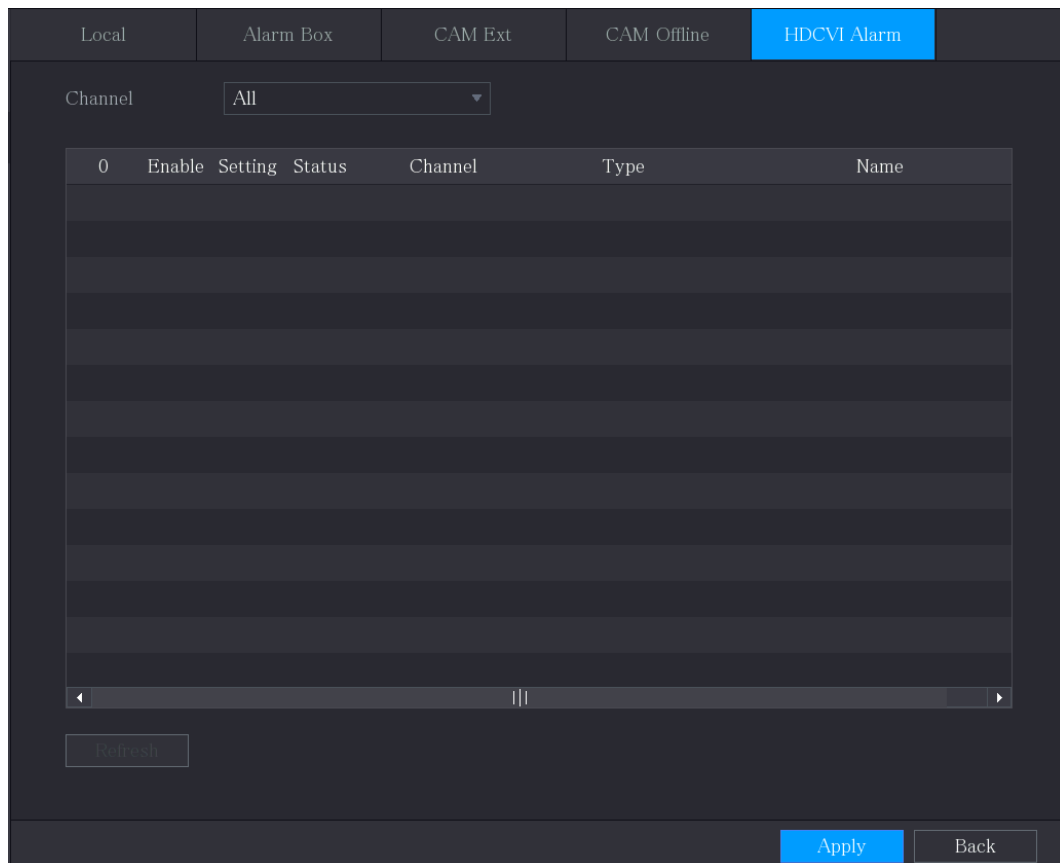 Local Alarm Box CAM Ext CAM Offline HDCVI Alarm
Channel All
0 Enable Setting Status Channel Type Name
Refresh
Apply Back